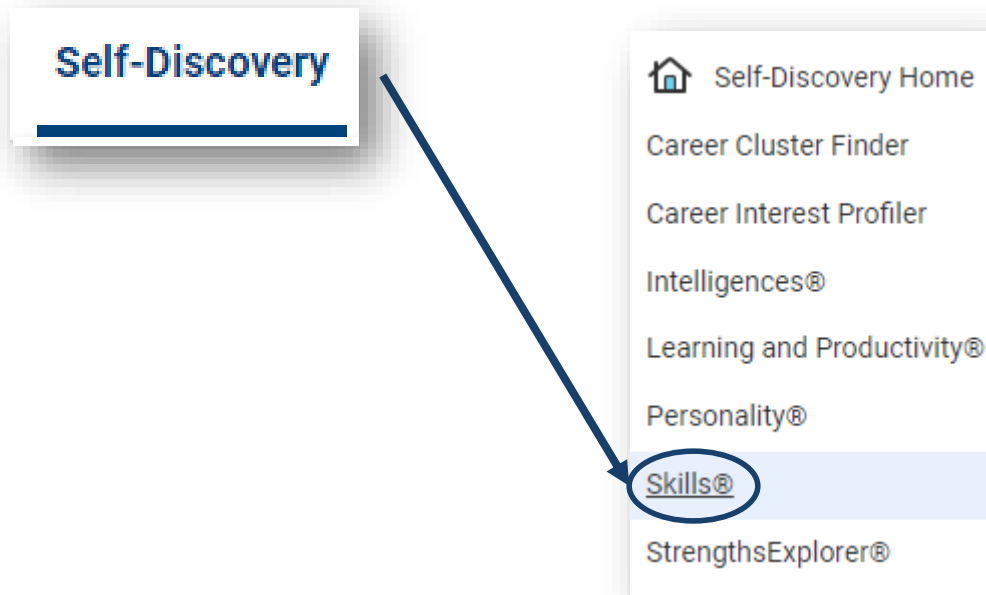 Self-Discovery
Self-Discovery Home
Career Cluster Finder
Career Interest Profiler
Intelligences®
Learning and Productivity®
Personality®
Skills®
StrengthsExplorer®